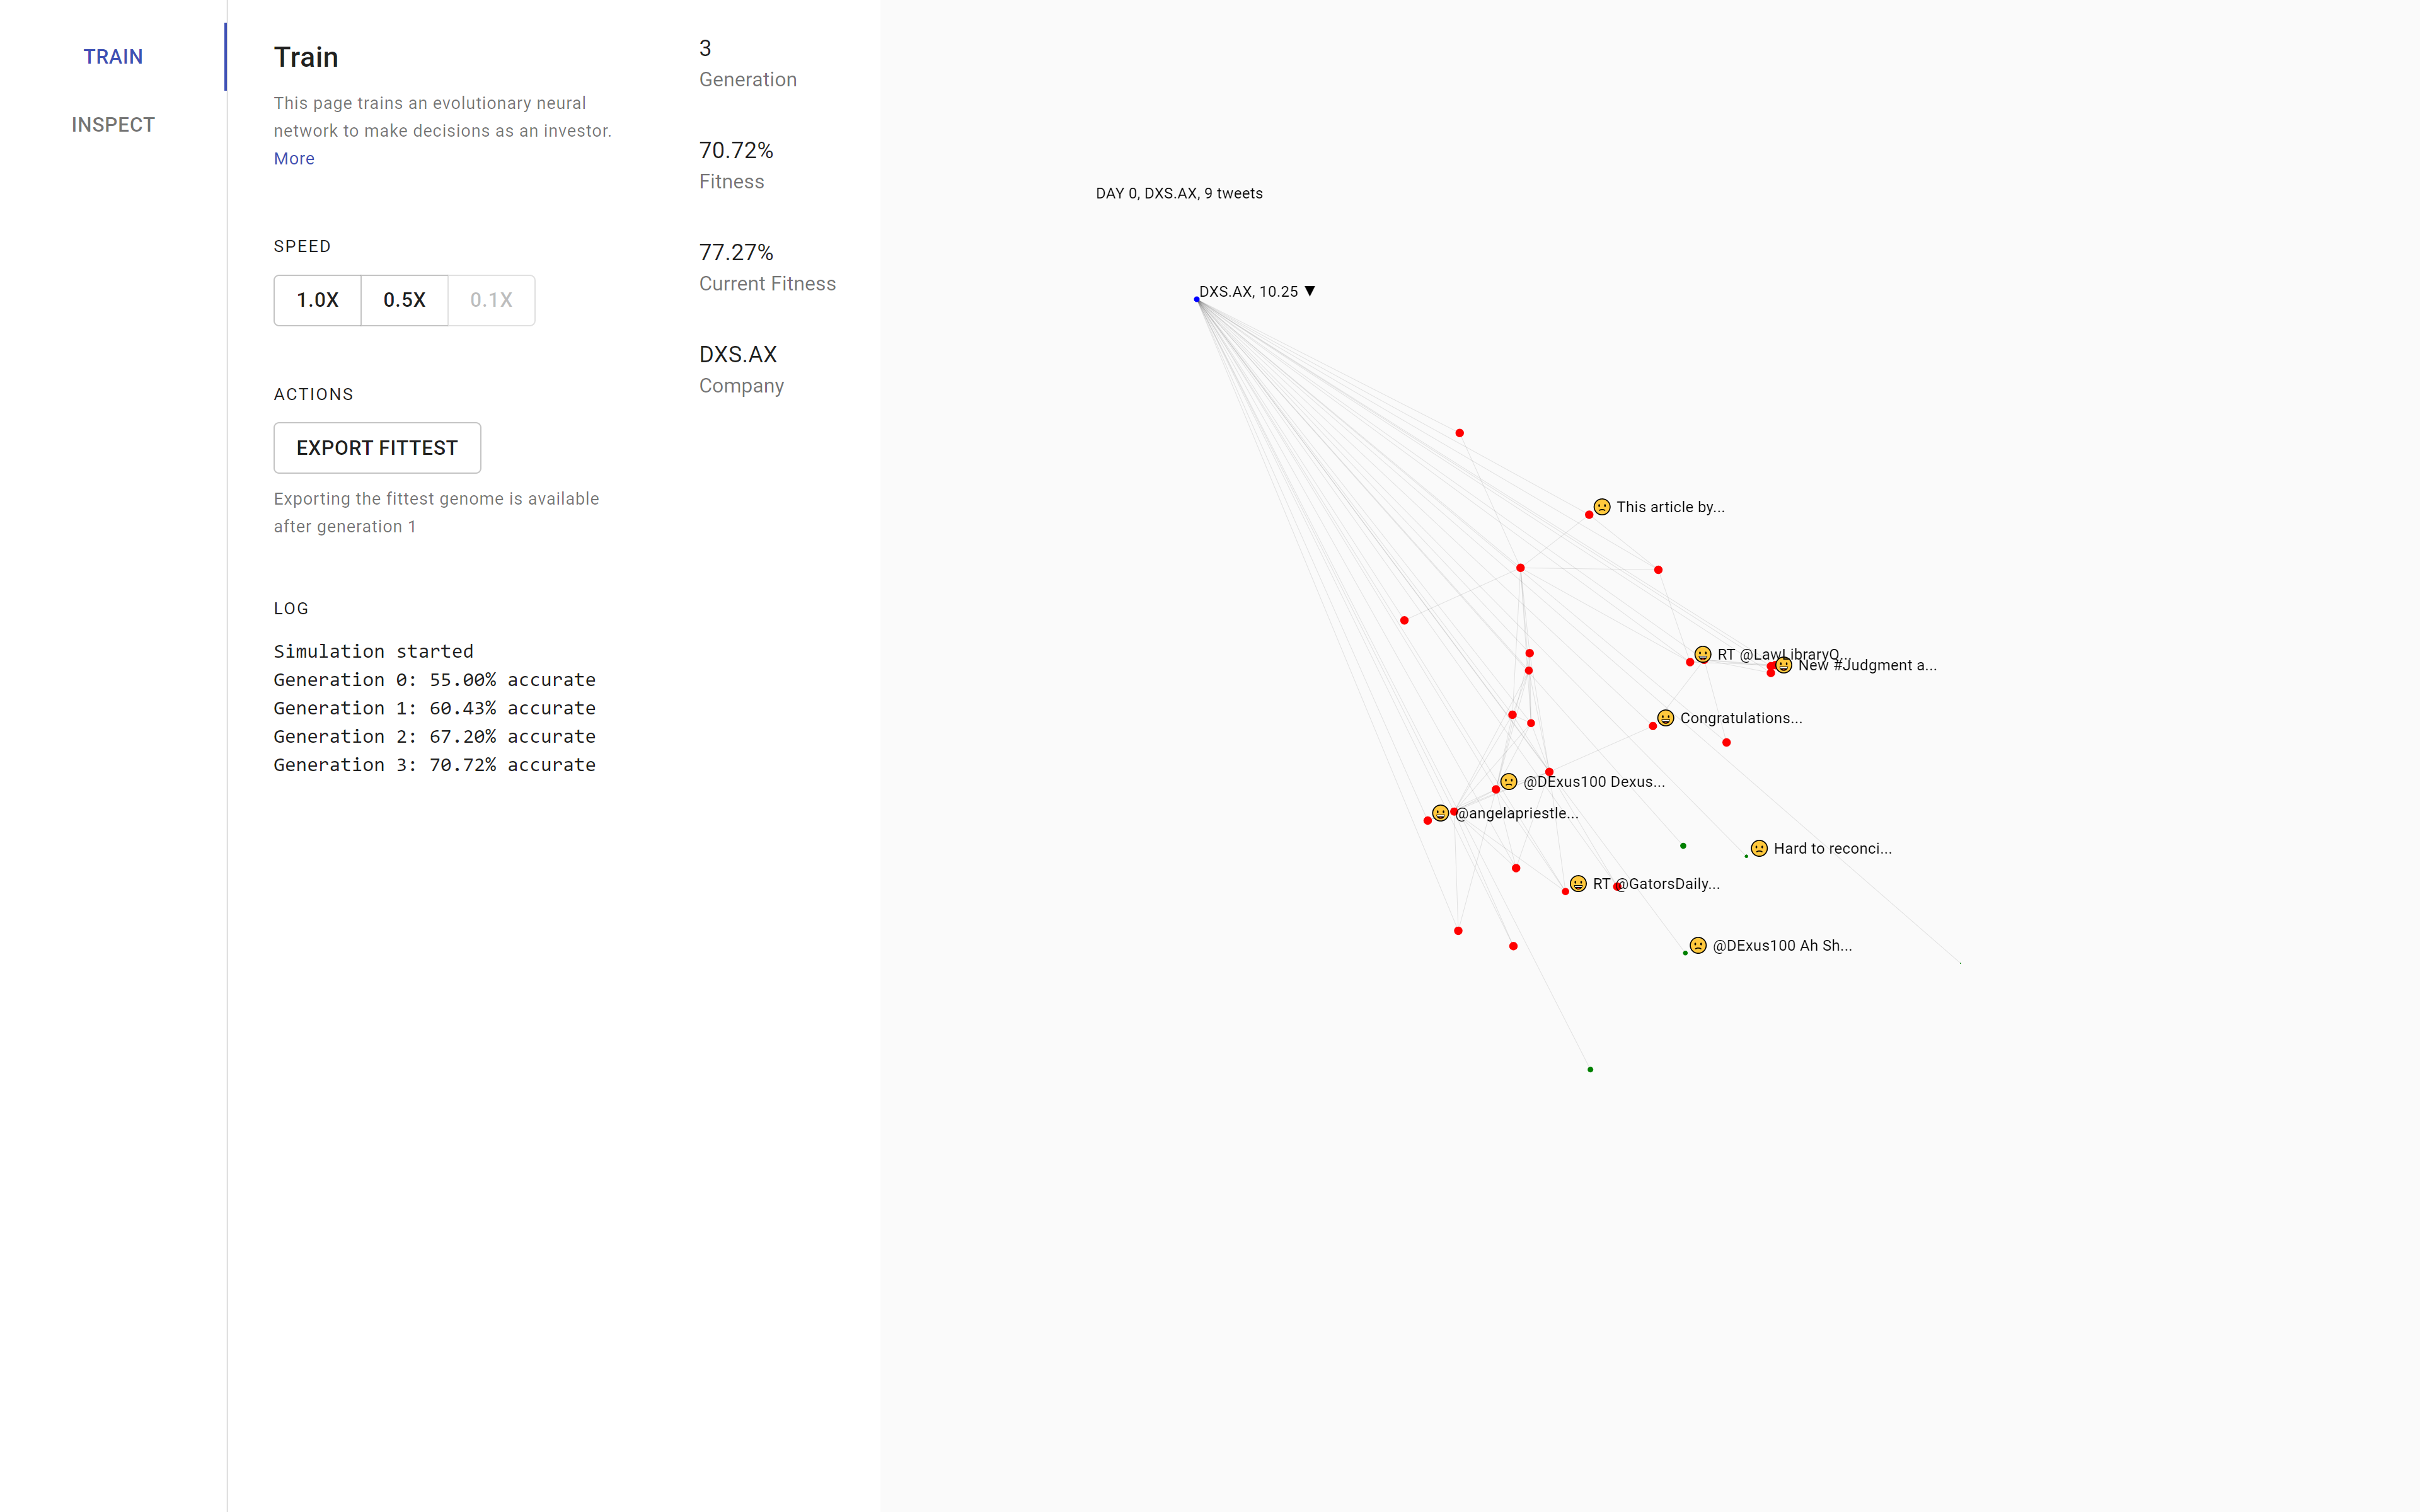 TRAIN
INSPECT
Train
This page trains an evolutionary neural
network to make decisions as an investor.
More
SPEED
1.0X 0.5X 0.1X
ACTIONS
EXPORT FITTEST
Exporting the fittest genome is available
after generation 1
LOG
Simulation started
Generation 0: 55.00% accurate
Generation 1: 60.43% accurate
Generation 2: 67.20% accurate
Generation 3: 70.72% accurate
3
Generation
70.72%
Fitness
77.27%
Current Fitness
DXS.AX
Company
DAY 0, DXS.AX, 9 tweets
DXS.AX, 10.25 ▼
This article by...
RT @LawLibraryQ...
New #Judgment a...
Congratulations...
@DExus100 Dexus...
@angelapriestle...
Hard to reconci...
RT @GatorsDaily...
@DExus100 Ah Sh...